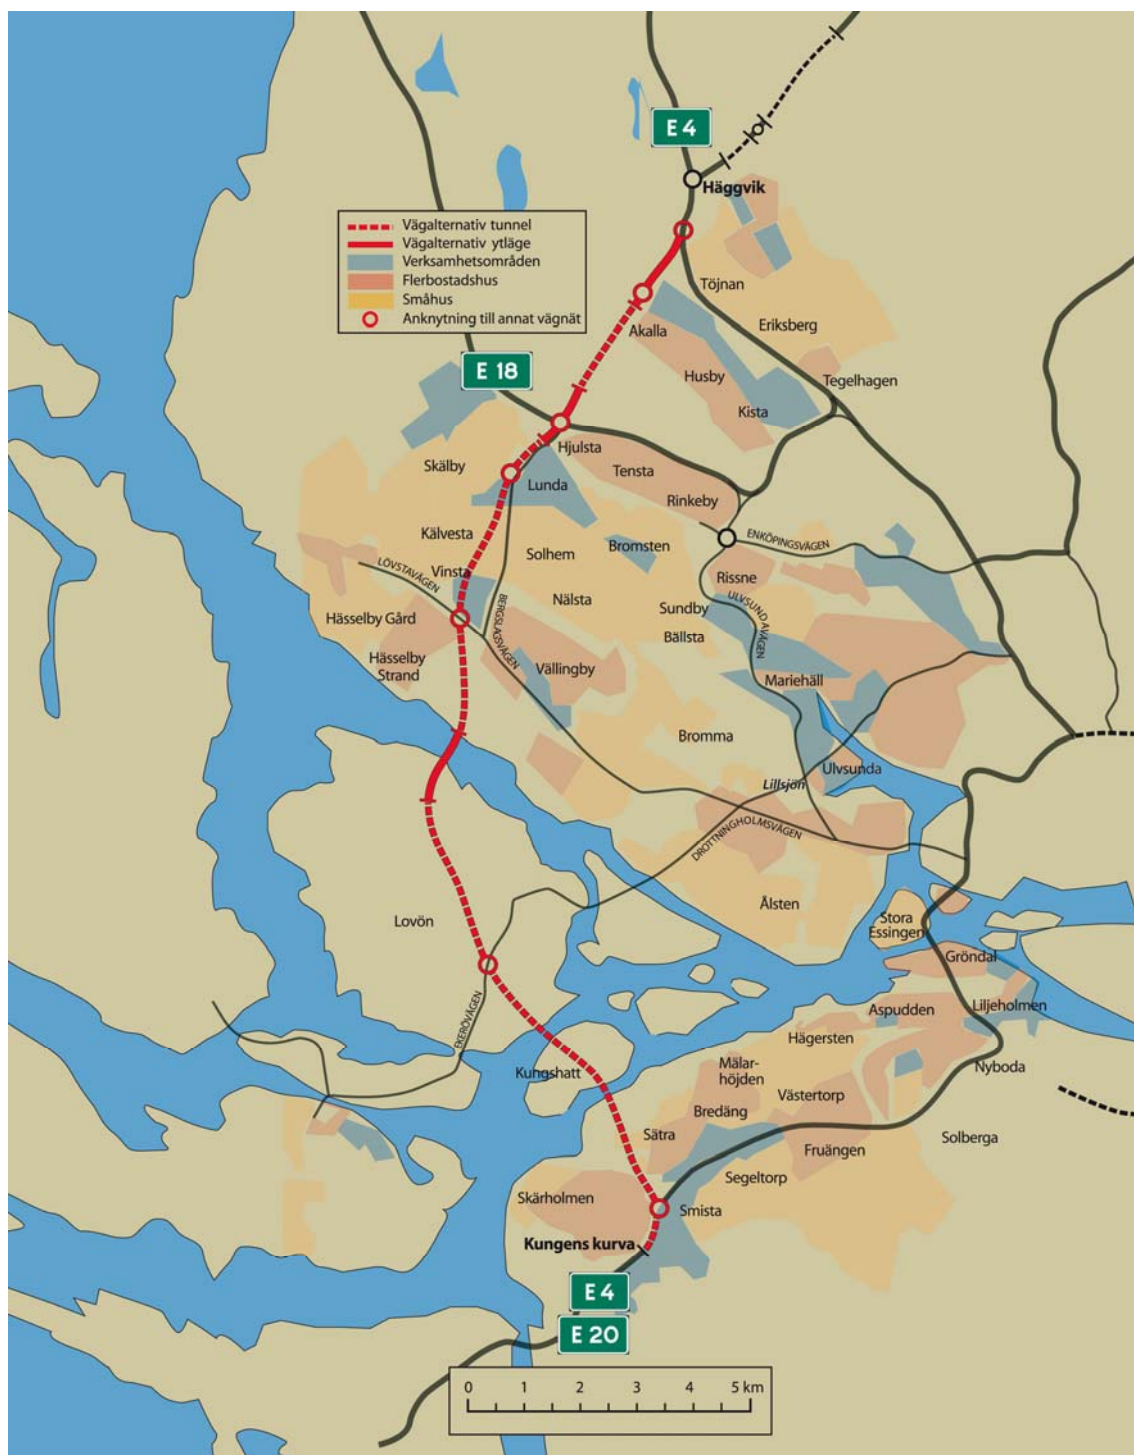 E 4
Häggvik
Vägalternativ tunnel
Vägalternativ ytläge
Verksamhetsområden
Flerbostadshus
Småhus
Anknytning till annat vägnät
Töjnan
Eriksberg
Akalla
Husby
Tegelhagen
Kista
E 18
Hjulsta
Skälby
Tensta
Lunda
Rinkeby
Kälvesta
Solhem
Bromsten
ENKÖPINGSVÄGEN
LÖVSTAVÄGEN
Vinsta
Rissne
Nälsta
Sundby
ULVSUND AVÄGEN
Hässelby Gård
BERGSLAGSVÄGEN
Bällsta
Hässelby
Strand
Vällingby
Mariehäll
Bromma
Ulvsunda
Lillsjön
DROTTNINGHOLMSVÄGEN
Ålsten
Lovön
Stora
Essingen
Gröndal
EKERÖVÄGEN
Aspudden
Liljeholmen
Hägersten
Kungshatt
Mälar-
höjden
Nyboda
Västertorp
Bredäng
Sätra
Solberga
Fruängen
Segeltorp
Skärholmen
Smista
Kungens kurva
E 4
E 20
0 1 2 3 4 5 km